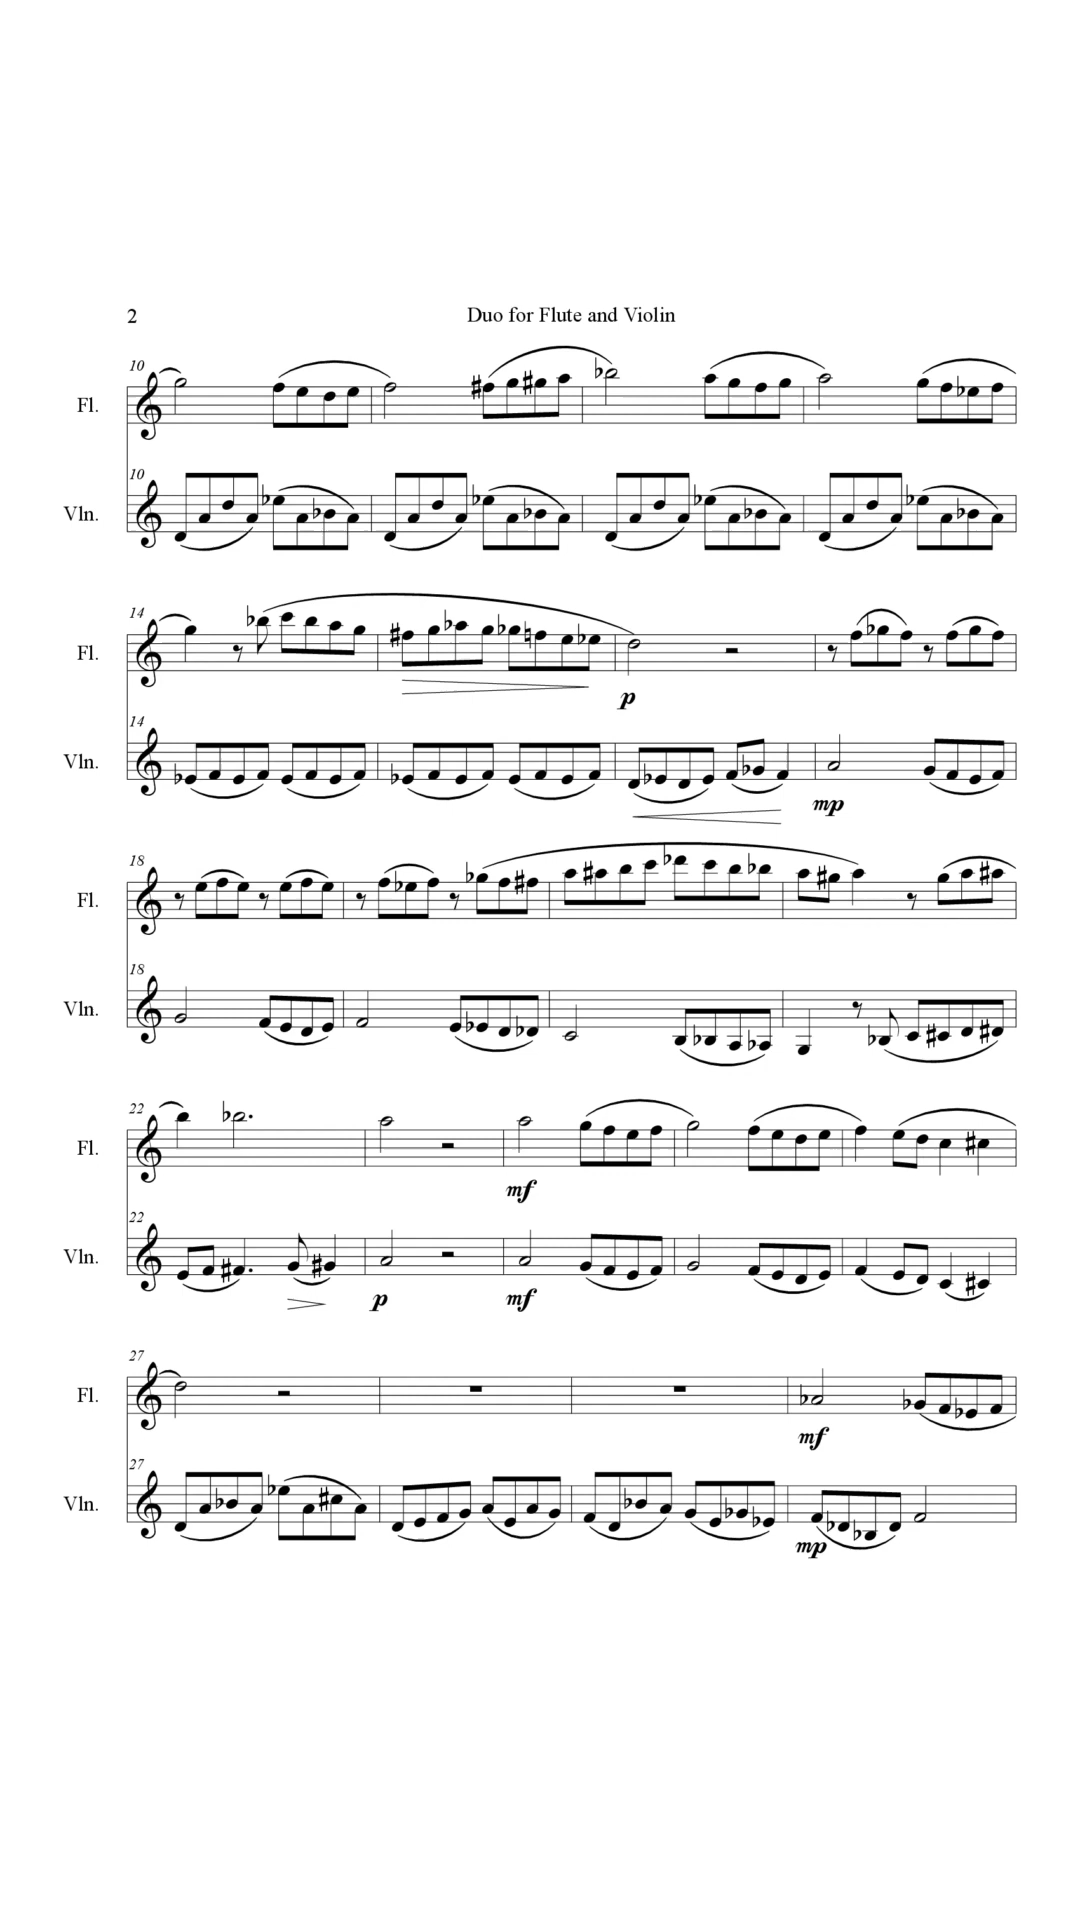 2 Duo for Flute and Violin
10
Fl.
10
Vln.
14
Fl.
p
14
Vln.
mp
18
Fl.
18
Vln.
22
Fl.
mf
22
Vln.
p mf
27
Fl.
mf
27
Vln.
mp